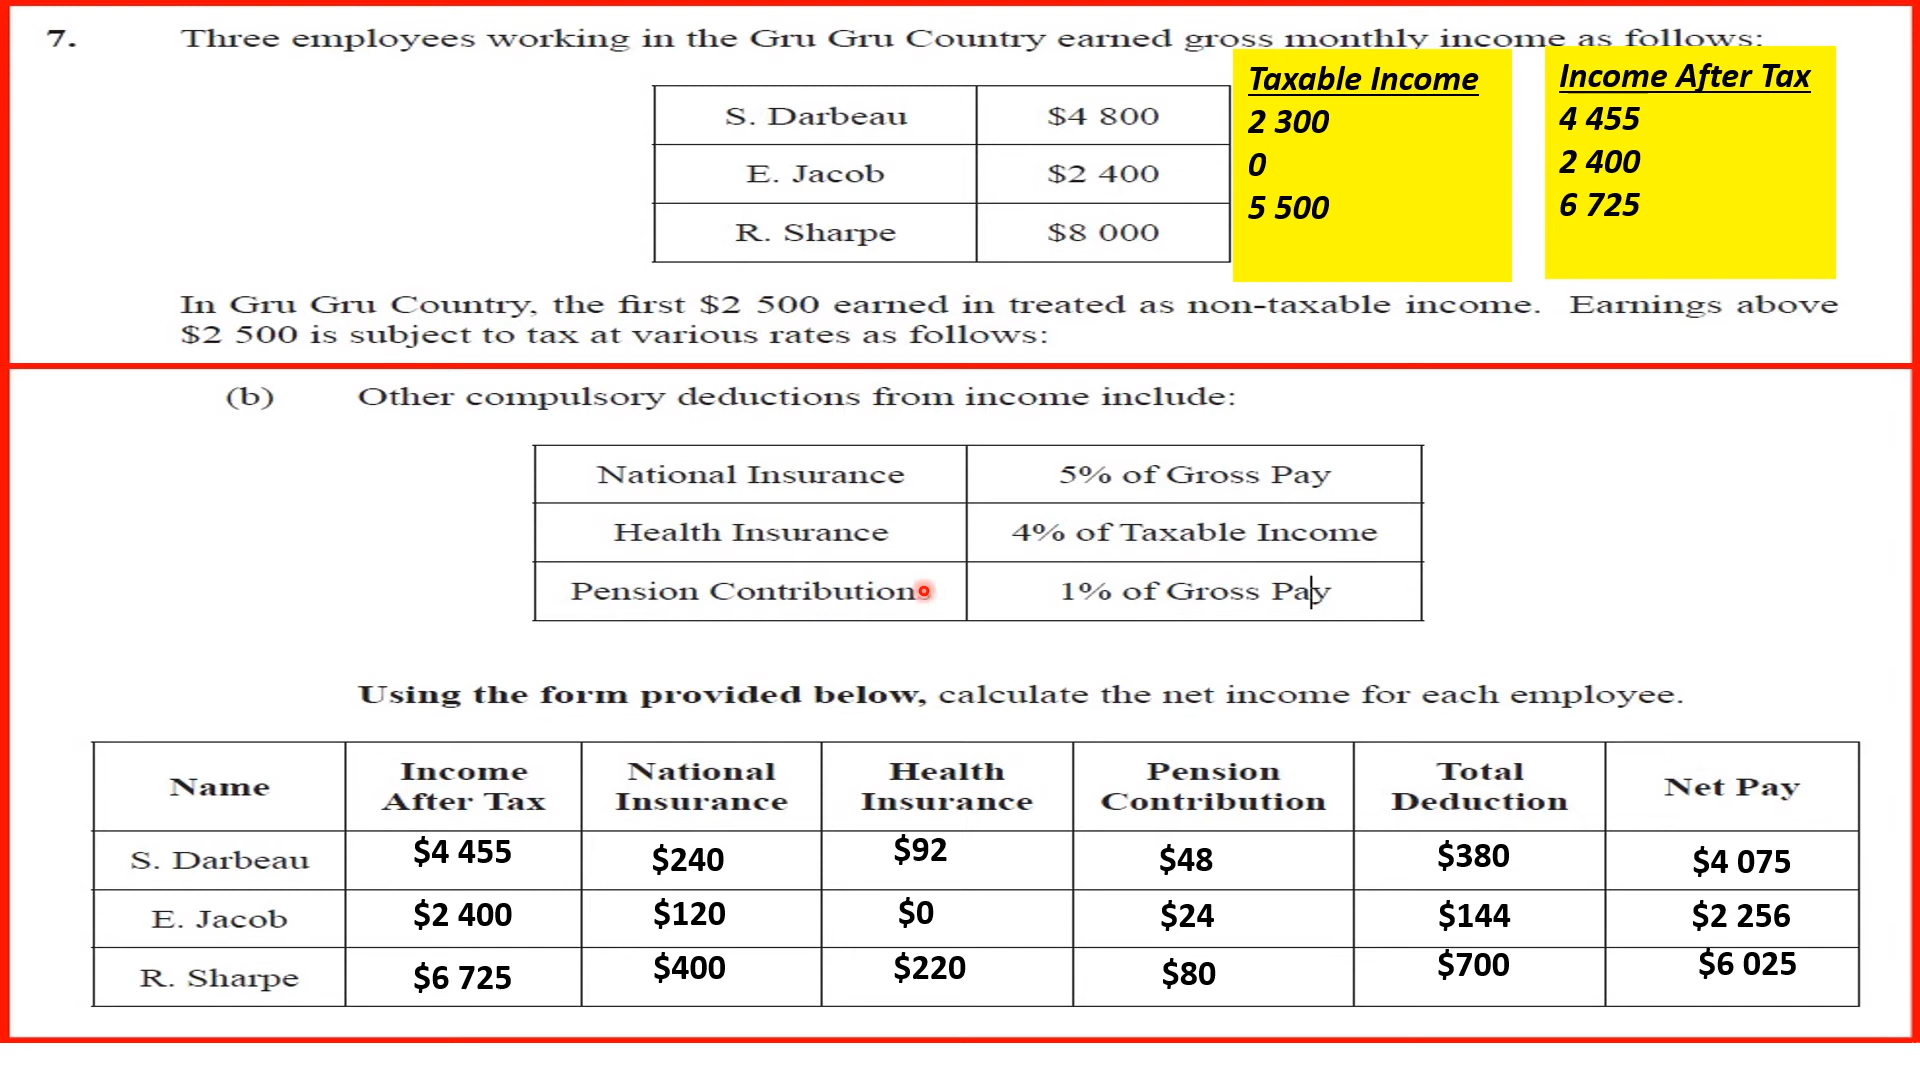 7. Three employees working in the Gru Gru Country earned gross monthly income as follows:
S. Darbeau $4 800
E. Jacob $2 400
R. Sharpe $8 000
Taxable Income
2 300
0
5 500
Income After Tax
4 455
2 400
6 725
In Gru Gru Country, the first $2 500 earned in treated as non-taxable income. Earnings above
$2 500 is subject to tax at various rates as follows:
(b) Other compulsory deductions from income include:
National Insurance 5% of Gross Pay
Health Insurance 4% of Taxable Income
Pension Contributions 1% of Gross Pay
Using the form provided below, calculate the net income for each employee.
Name Income After Tax National Insurance Health Insurance Pension Contribution Total Deduction Net Pay
S. Darbeau $4 455 $240 $92 $48 $380 $4 075
E. Jacob $2 400 $120 $0 $24 $144 $2 256
R. Sharpe $6 725 $400 $220 $80 $700 $6 025